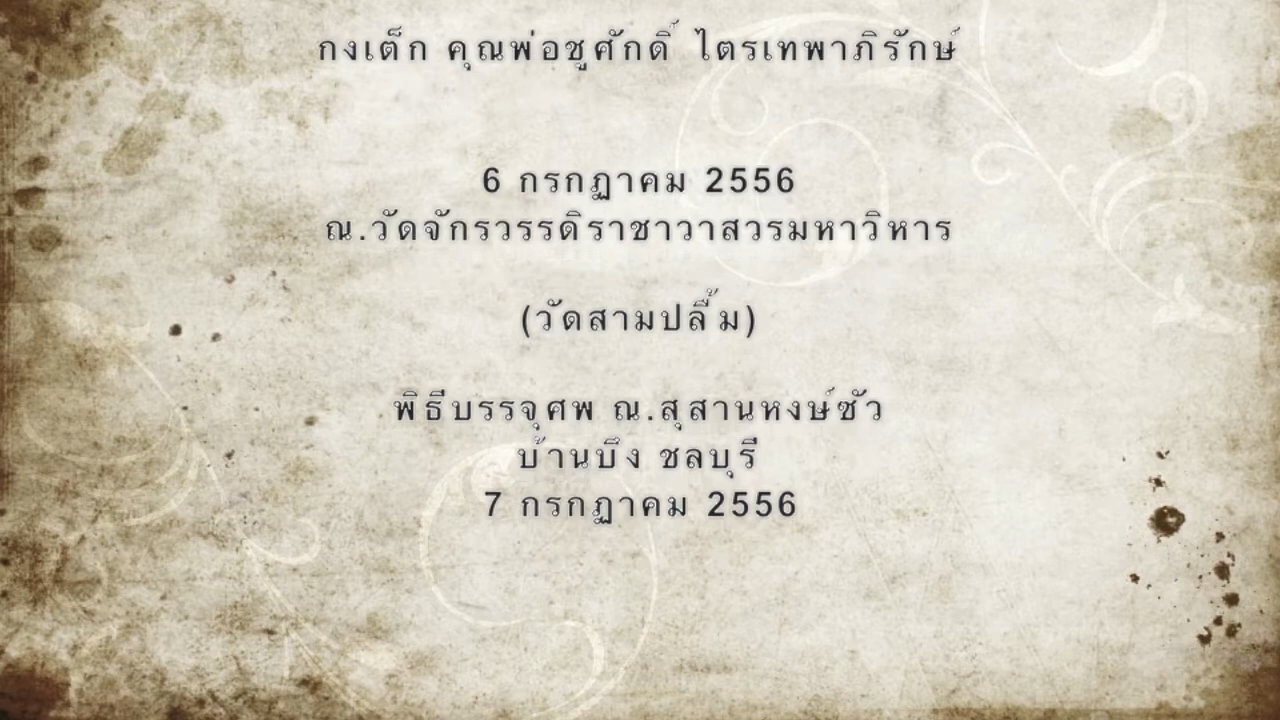 กงเต็ก คุณพ่อชูศักดิ์ ไตรเทพาภิรักษ์
6 กรกฎาคม 2556
ณ.วัดจักรวรรดิราชาวาสวรมหาวิหาร
(วัดสามปลื้ม)
พิธีบรรจุศพ ณ.สุสานหงษ์ซัว
บ้านบึง ชลบุรี
7 กรกฎาคม 2556